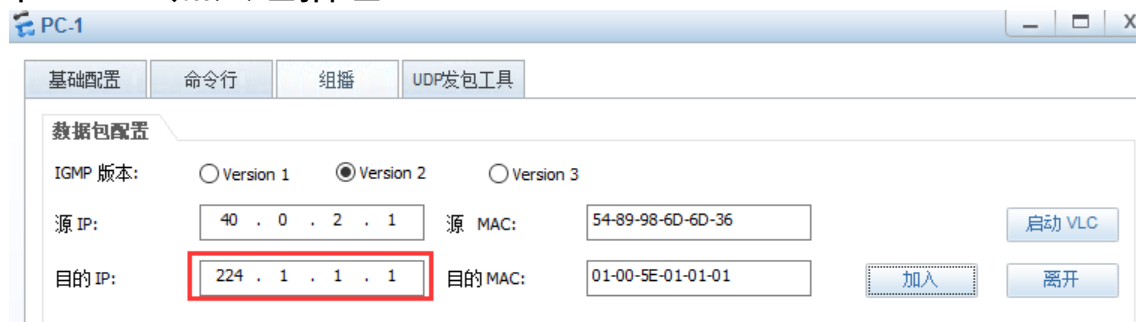 PC-1
基础配置 命令行 组播 UDP发包工具
数据包配置
IGMP 版本: Version 1 Version 2 Version 3
源 IP: 40 . 0 . 2 . 1 源 MAC: 54-89-98-6D-6D-36 启动 VLC
目的 IP: 224 . 1 . 1 . 1 目的 MAC: 01-00-5E-01-01-01 加入 离开